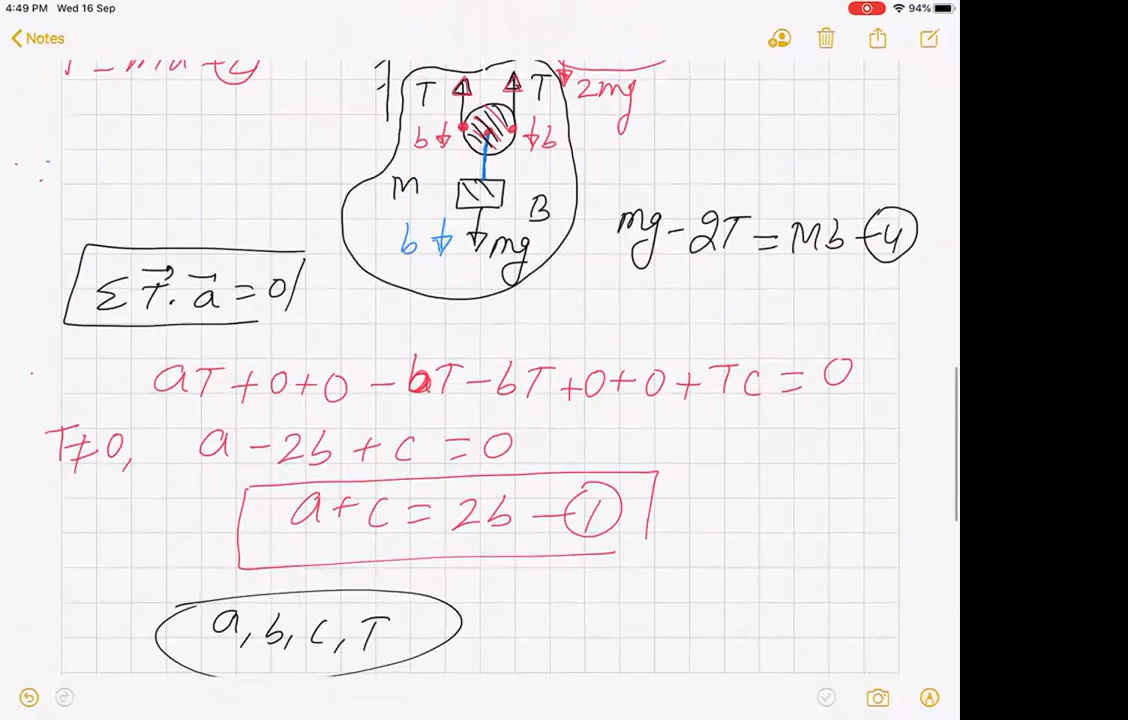 4:49 PM Wed 16 Sep
94%
Notes
T T 2mg
b b
M
B
b mg
mg - 2T = Mb - 4
Σ T . a = 0
aT + 0 + 0 - bT - bT + 0 + 0 + Tc = 0
T ≠ 0, a - 2b + c = 0
a + c = 2b - 1
a, b, c, T